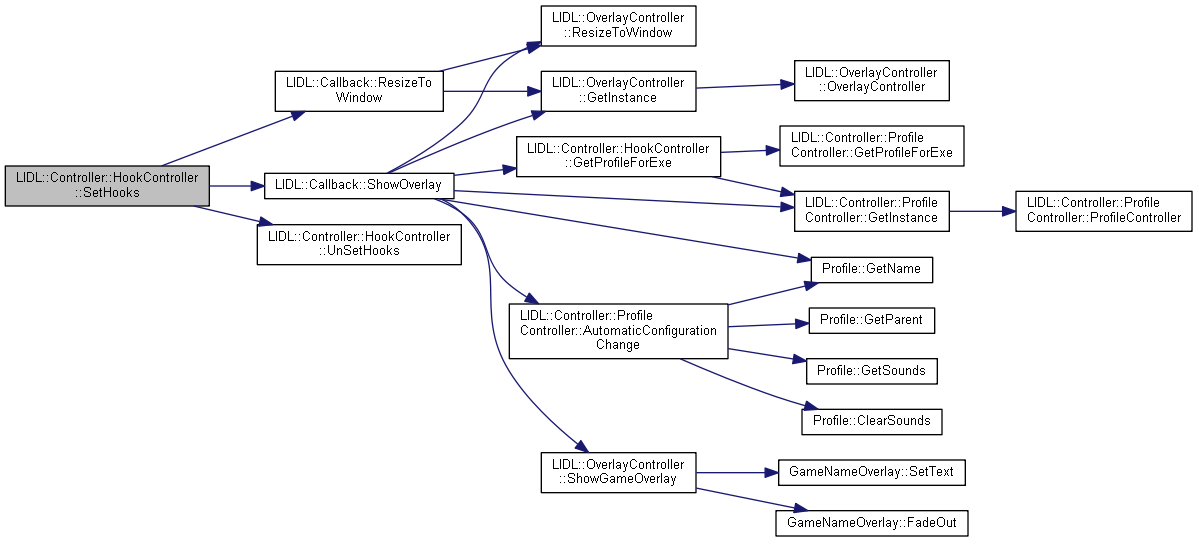 LIDL::Controller::HookController
::SetHooks
LIDL::Callback::ResizeTo
Window
LIDL::Callback::ShowOverlay
LIDL::Controller::HookController
::UnSetHooks
LIDL::OverlayController
::ResizeToWindow
LIDL::OverlayController
::GetInstance
LIDL::Controller::HookController
::GetProfileForExe
LIDL::Controller::Profile
Controller::AutomaticConfiguration
Change
LIDL::OverlayController
::ShowGameOverlay
LIDL::OverlayController
::OverlayController
LIDL::Controller::Profile
Controller::GetProfileForExe
LIDL::Controller::Profile
Controller::GetInstance
Profile::GetName
Profile::GetParent
Profile::GetSounds
Profile::ClearSounds
GameNameOverlay::SetText
GameNameOverlay::FadeOut
LIDL::Controller::Profile
Controller::ProfileController